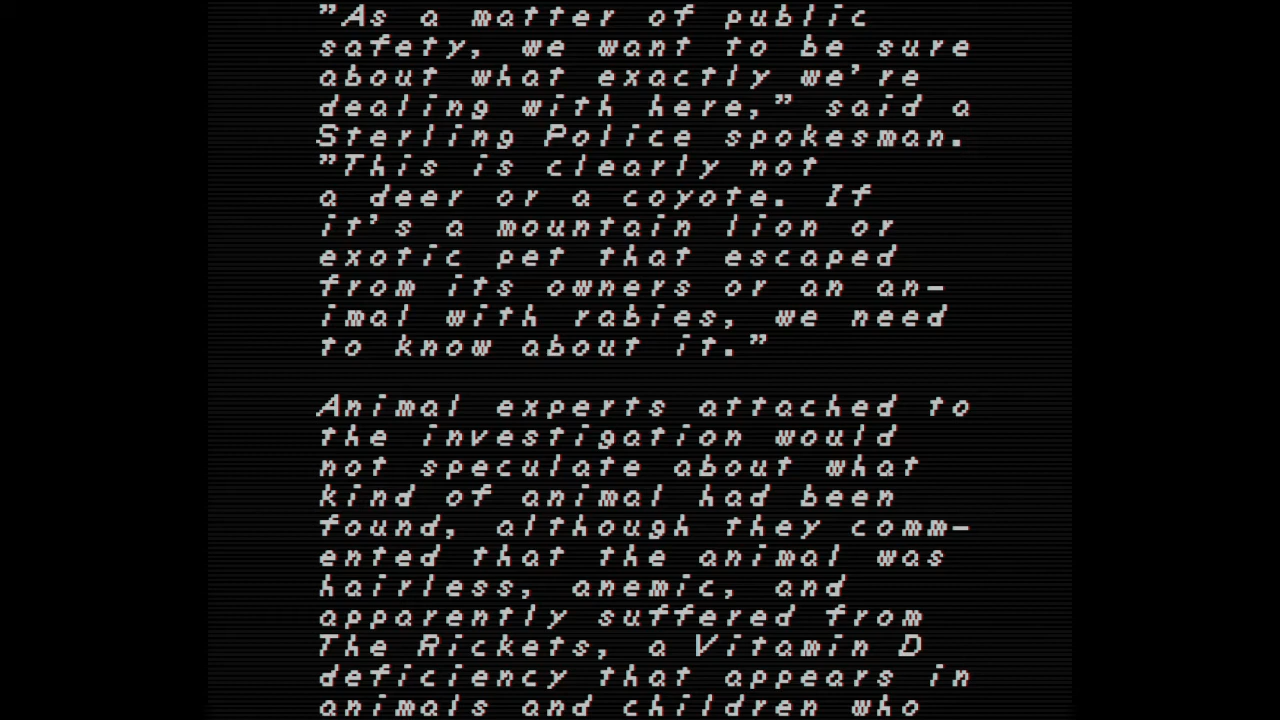 "As a matter of public
safety, we want to be sure
about what exactly we're
dealing with here," said a
Sterling Police spokesman.
"This is clearly not
a deer or a coyote. If
it's a mountain lion or
exotic pet that escaped
from its owners or an an-
imal with rabies, we need
to know about it."
Animal experts attached to
the investigation would
not speculate about what
kind of animal had been
found, although they comm-
ented that the animal was
hairless, anemic, and
apparently suffered from
The Rickets, a Vitamin D
deficiency that appears in
animals and children who